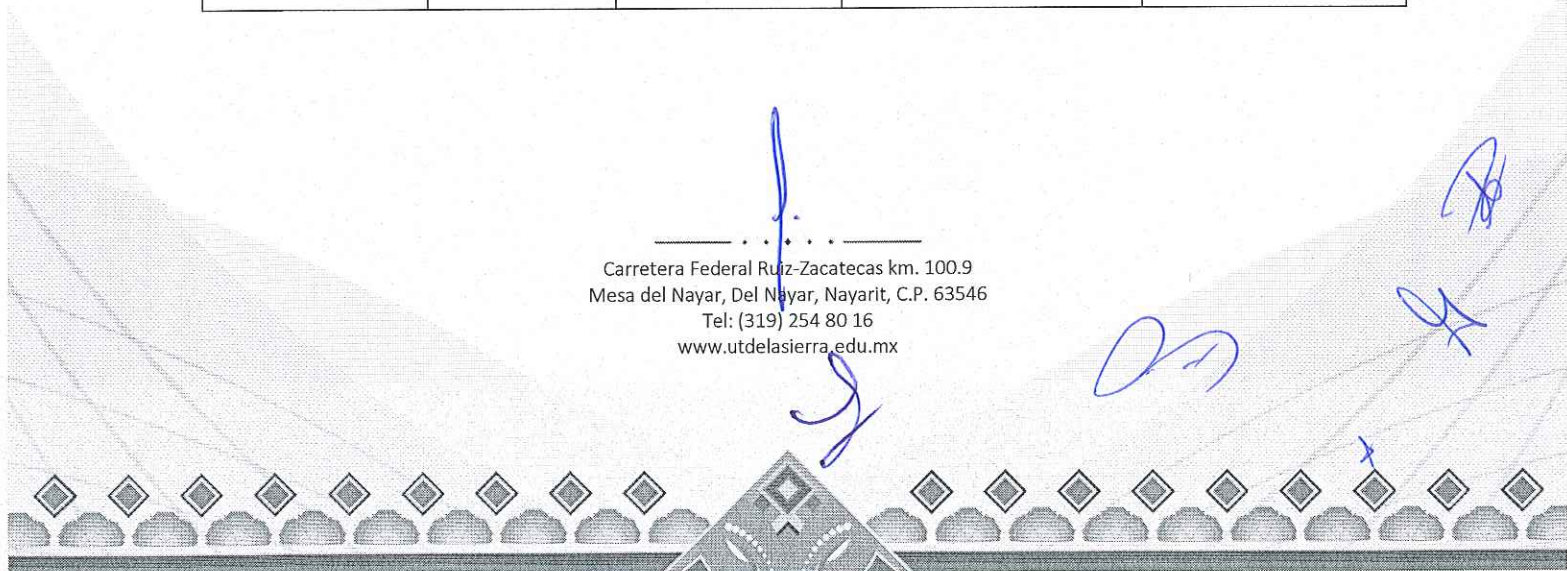 Carretera Federal Ruiz-Zacatecas km. 100.9
Mesa del Nayar, Del Nayar, Nayarit, C.P. 63546
Tel: (319) 254 80 16
www.utdelasierra.edu.mx